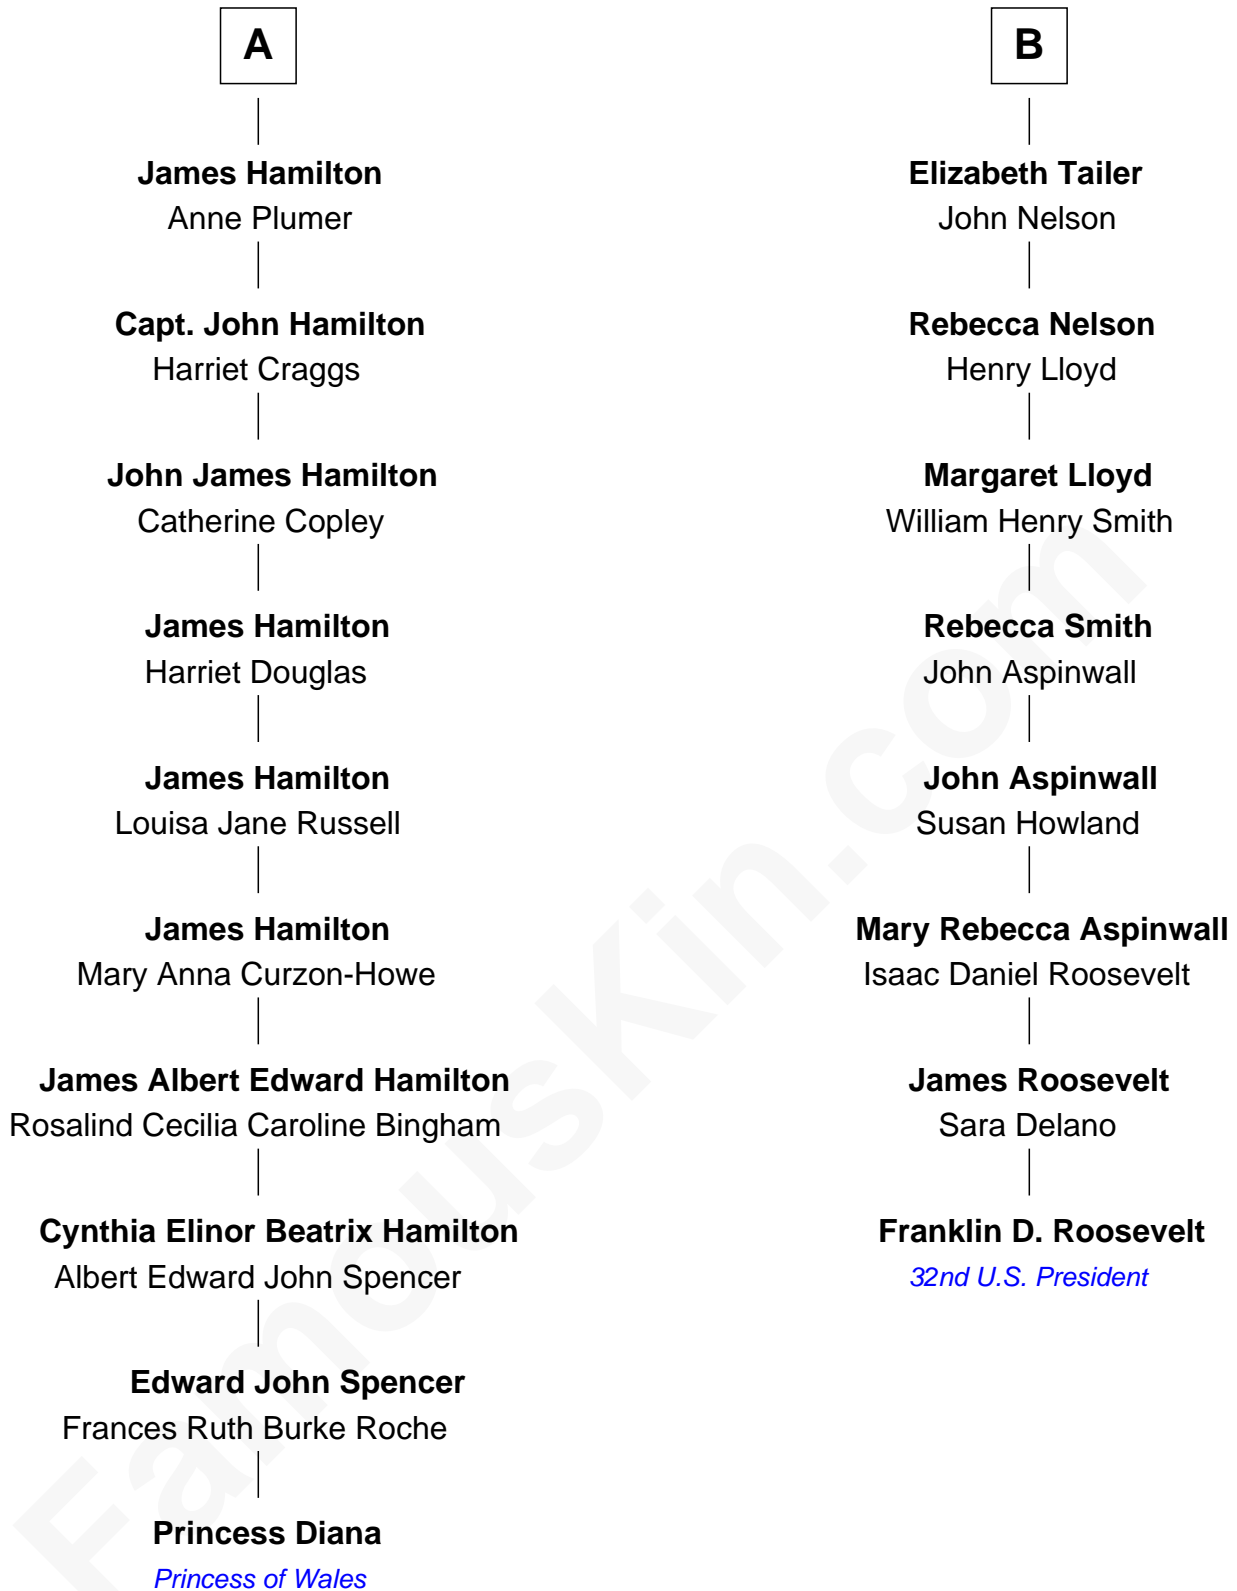 A
James Hamilton
Anne Plumer
Capt. John Hamilton
Harriet Craggs
John James Hamilton
Catherine Copley
James Hamilton
Harriet Douglas
James Hamilton
Louisa Jane Russell
James Hamilton
Mary Anna Curzon-Howe
James Albert Edward Hamilton
Rosalind Cecilia Caroline Bingham
Cynthia Elinor Beatrix Hamilton
Albert Edward John Spencer
Edward John Spencer
Frances Ruth Burke Roche
Princess Diana
Princess of Wales
B
Elizabeth Tailer
John Nelson
Rebecca Nelson
Henry Lloyd
Margaret Lloyd
William Henry Smith
Rebecca Smith
John Aspinwall
John Aspinwall
Susan Howland
Mary Rebecca Aspinwall
Isaac Daniel Roosevelt
James Roosevelt
Sara Delano
Franklin D. Roosevelt
32nd U.S. President
FamousKin.com